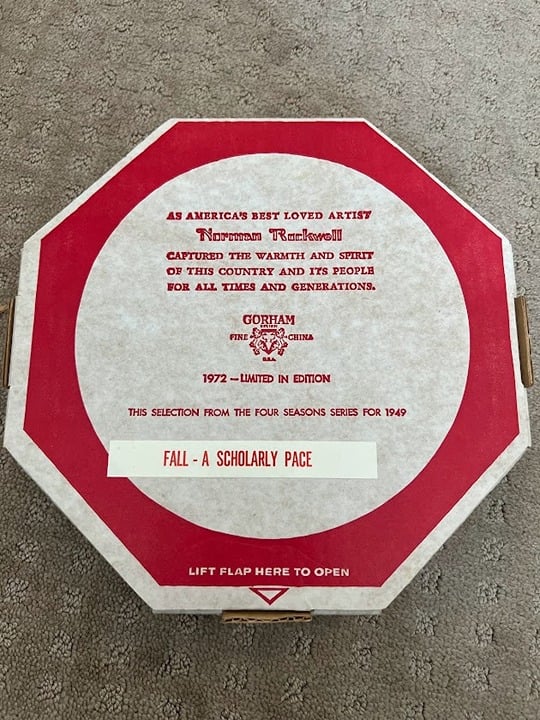 AS AMERICA'S BEST LOVED ARTIST
Norman Rockwell
CAPTURED THE WARMTH AND SPIRIT
OF THIS COUNTRY AND ITS PEOPLE
FOR ALL TIMES AND GENERATIONS.
GORHAM
FINE CHINA
U.S.A.
1972 — LIMITED IN EDITION
THIS SELECTION FROM THE FOUR SEASONS SERIES FOR 1949
FALL - A SCHOLARLY PACE
LIFT FLAP HERE TO OPEN